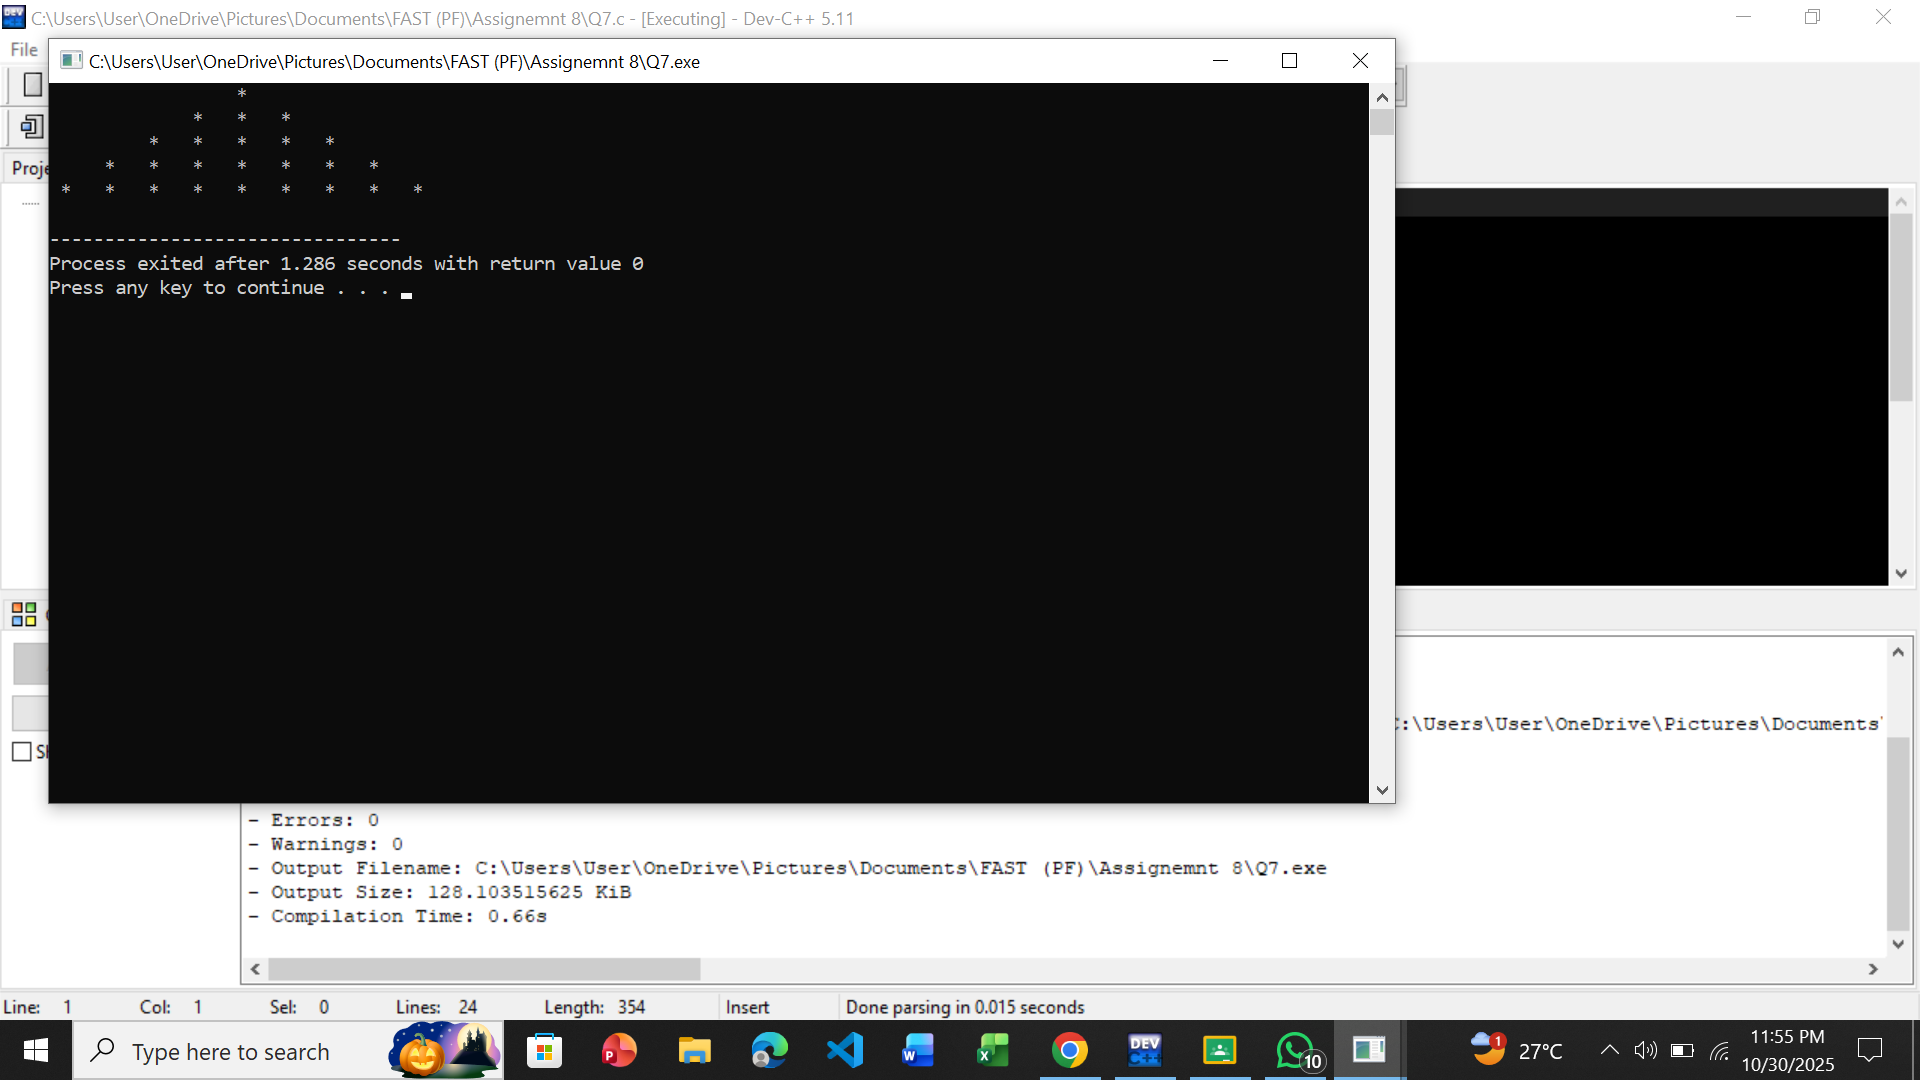 C:\Users\User\OneDrive\Pictures\Documents\FAST (PF)\Assignemnt 8\Q7.c - [Executing] - Dev-C++ 5.11
File
C:\Users\User\OneDrive\Pictures\Documents\FAST (PF)\Assignemnt 8\Q7.exe
                 *
             *   *   *
         *   *   *   *   *
     *   *   *   *   *   *   *
 *   *   *   *   *   *   *   *   *
--------------------------------
Process exited after 1.286 seconds with return value 0
Press any key to continue . . .
C:\Users\User\OneDrive\Pictures\Documents
- Errors: 0
- Warnings: 0
- Output Filename: C:\Users\User\OneDrive\Pictures\Documents\FAST (PF)\Assignemnt 8\Q7.exe
- Output Size: 128.103515625 KiB
- Compilation Time: 0.66s
Line: 1 Col: 1 Sel: 0 Lines: 24 Length: 354 Insert Done parsing in 0.015 seconds
Type here to search
DEV C++
10
1
27°C
11:55 PM
10/30/2025